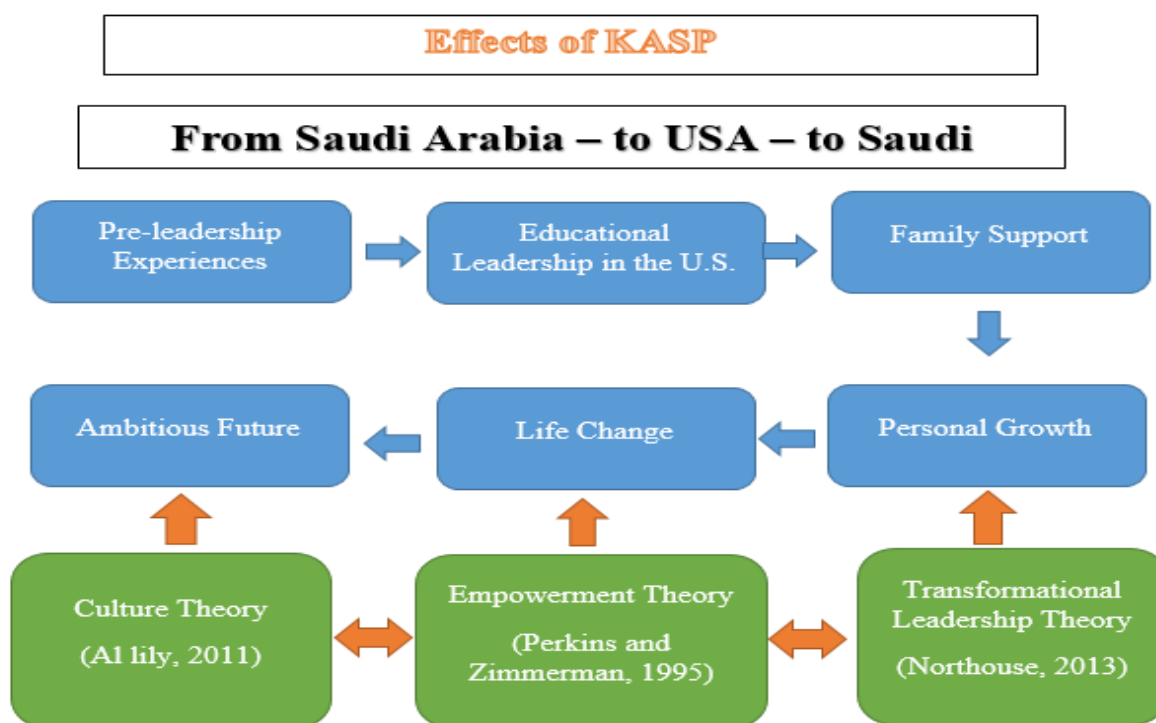 Effects of KASP
From Saudi Arabia – to USA – to Saudi
Pre-leadership
Experiences
Educational
Leadership in the U.S.
Family Support
Ambitious Future
Life Change
Personal Growth
Culture Theory
(Al lily, 2011)
Empowerment Theory
(Perkins and
Zimmerman, 1995)
Transformational
Leadership Theory
(Northouse, 2013)